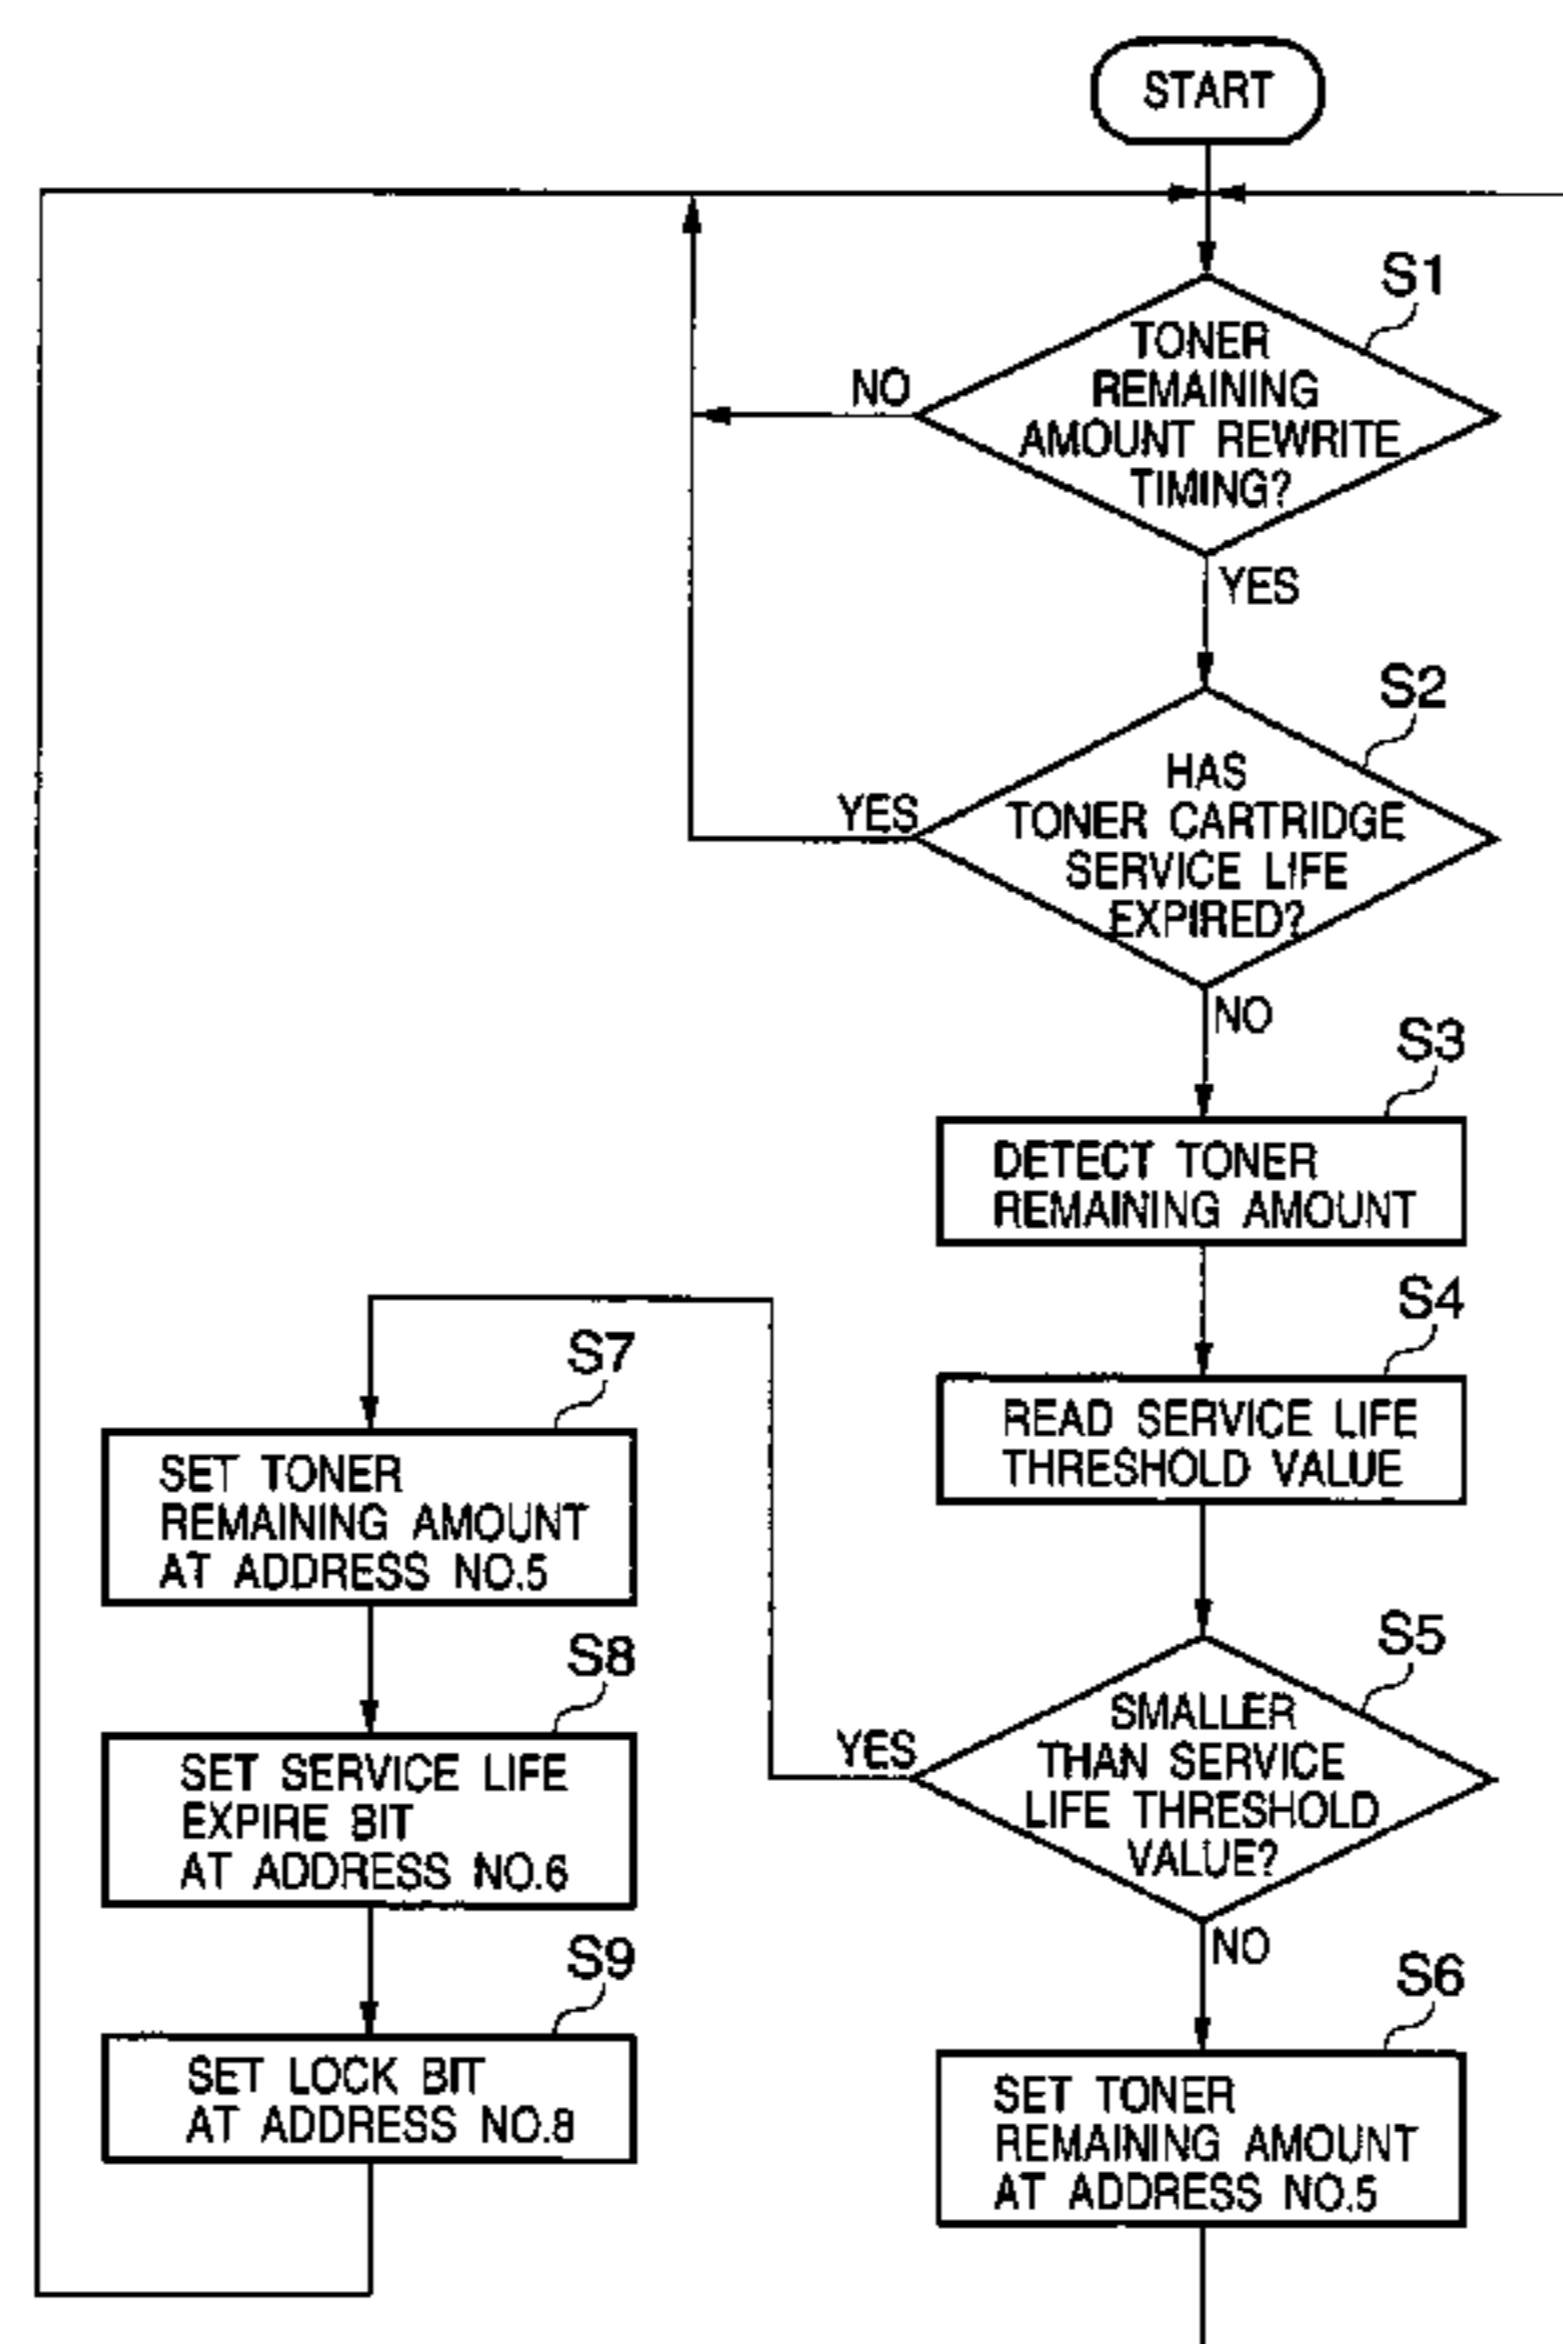 START
S1
TONER
REMAINING
AMOUNT REWRITE
TIMING?
NO
YES
S2
HAS
TONER CARTRIDGE
SERVICE LIFE
EXPIRED?
YES
NO
S3
DETECT TONER
REMAINING AMOUNT
S4
READ SERVICE LIFE
THRESHOLD VALUE
S5
SMALLER
THAN SERVICE
LIFE THRESHOLD
VALUE?
YES
NO
S6
SET TONER
REMAINING AMOUNT
AT ADDRESS NO.5
S7
SET TONER
REMAINING AMOUNT
AT ADDRESS NO.5
S8
SET SERVICE LIFE
EXPIRE BIT
AT ADDRESS NO.6
S9
SET LOCK BIT
AT ADDRESS NO.8